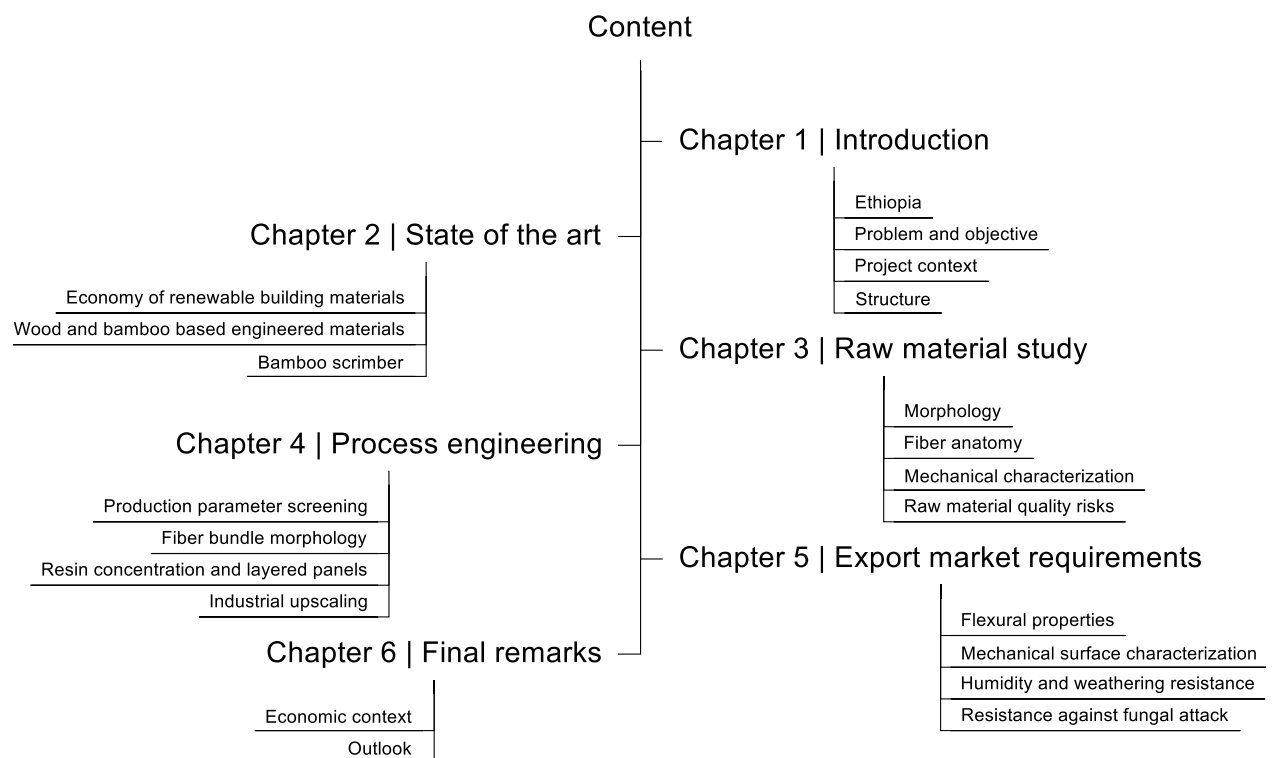 Content
Chapter 1 | Introduction
Ethiopia
Problem and objective
Project context
Structure
Chapter 2 | State of the art
Economy of renewable building materials
Wood and bamboo based engineered materials
Bamboo scrimber
Chapter 3 | Raw material study
Morphology
Fiber anatomy
Mechanical characterization
Raw material quality risks
Chapter 4 | Process engineering
Production parameter screening
Fiber bundle morphology
Resin concentration and layered panels
Industrial upscaling
Chapter 5 | Export market requirements
Flexural properties
Mechanical surface characterization
Humidity and weathering resistance
Resistance against fungal attack
Chapter 6 | Final remarks
Economic context
Outlook